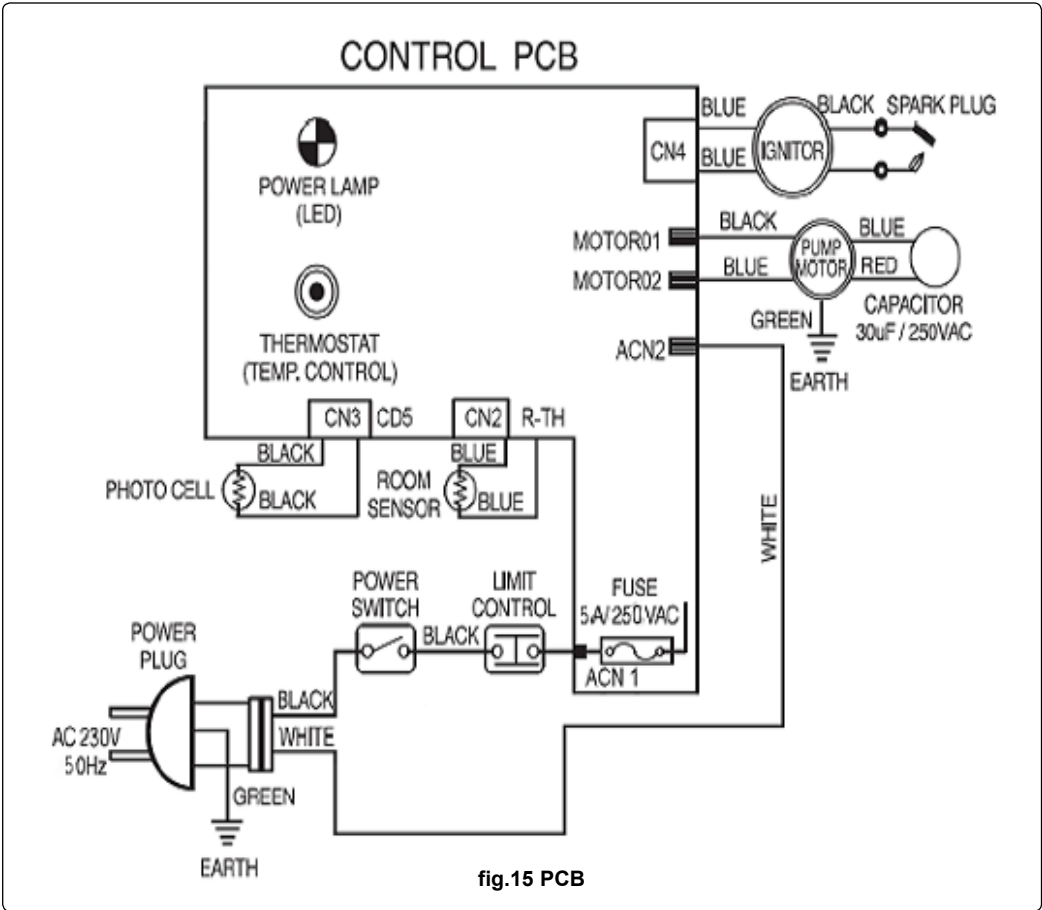 CONTROL PCB
POWER LAMP
(LED)
THERMOSTAT
(TEMP. CONTROL)
CN4
BLUE
BLUE
IGNITOR
BLACK
SPARK PLUG
MOTOR01
MOTOR02
BLACK
BLUE
PUMP
MOTOR
BLUE
RED
CAPACITOR
30uF / 250VAC
GREEN
EARTH
ACN2
WHITE
CN3
CD5
CN2
R-TH
BLACK
BLACK
PHOTO CELL
BLUE
BLUE
ROOM
SENSOR
POWER
SWITCH
BLACK
LIMIT
CONTROL
FUSE
5A/ 250 VAC
ACN 1
POWER
PLUG
AC 230V
50Hz
BLACK
WHITE
GREEN
EARTH
fig.15 PCB